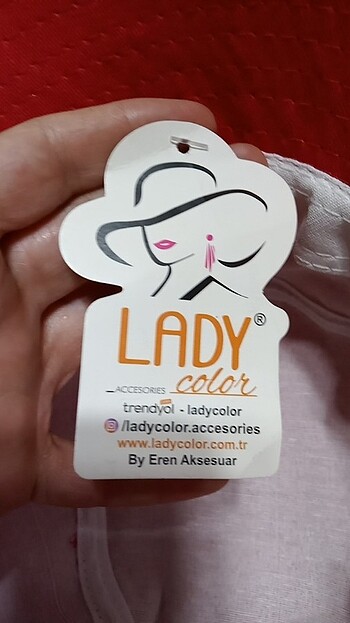 LADY®
ACCESORIES color
trendyol - ladycolor
/ladycolor.accesories
www.ladycolor.com.tr
By Eren Aksesuar